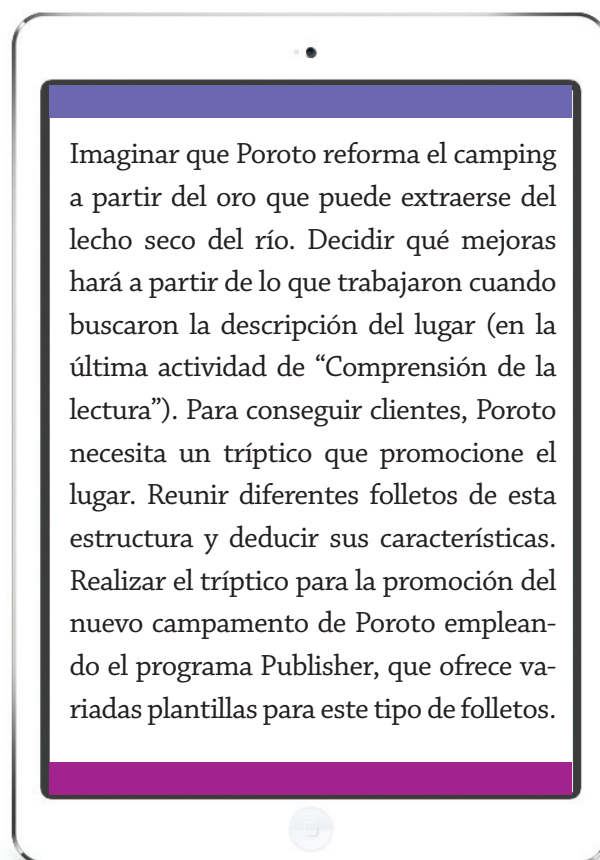 Imaginar que Poroto reforma el camping
a partir del oro que puede extraerse del
lecho seco del río. Decidir qué mejoras
hará a partir de lo que trabajaron cuando
buscaron la descripción del lugar (en la
última actividad de “Comprensión de la
lectura”). Para conseguir clientes, Poroto
necesita un tríptico que promocione el
lugar. Reunir diferentes folletos de esta
estructura y deducir sus características.
Realizar el tríptico para la promoción del
nuevo campamento de Poroto emplean-
do el programa Publisher, que ofrece va-
riadas plantillas para este tipo de folletos.